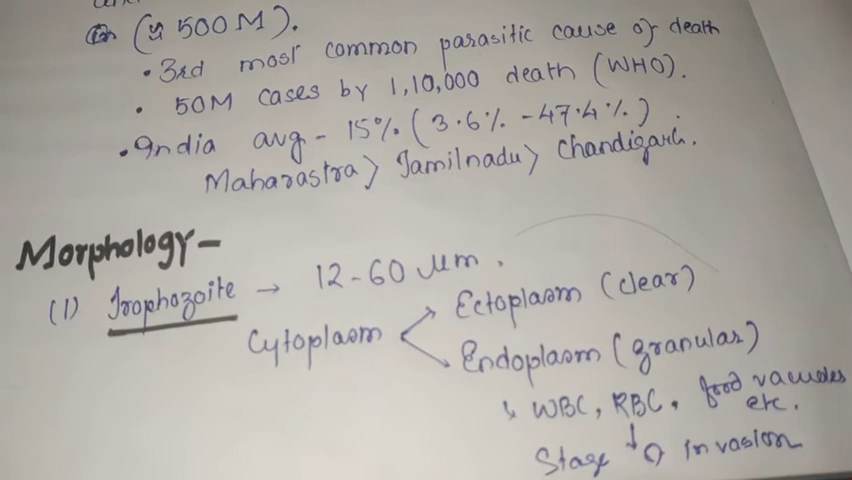 (≈ 500M).
• 3rd most common parasitic cause of death
• 50M cases by 1,10,000 death (WHO).
• India avg - 15% (3.6% - 47.4%)
Maharastra > Tamilnadu > Chandigarh.
Morphology -
(1) Trophozoite → 12-60 µm.
Cytoplasm < Ectoplasm (clear)
Endoplasm (granular)
↳ WBC, RBC, food vacuoles etc.
Stage of invasion